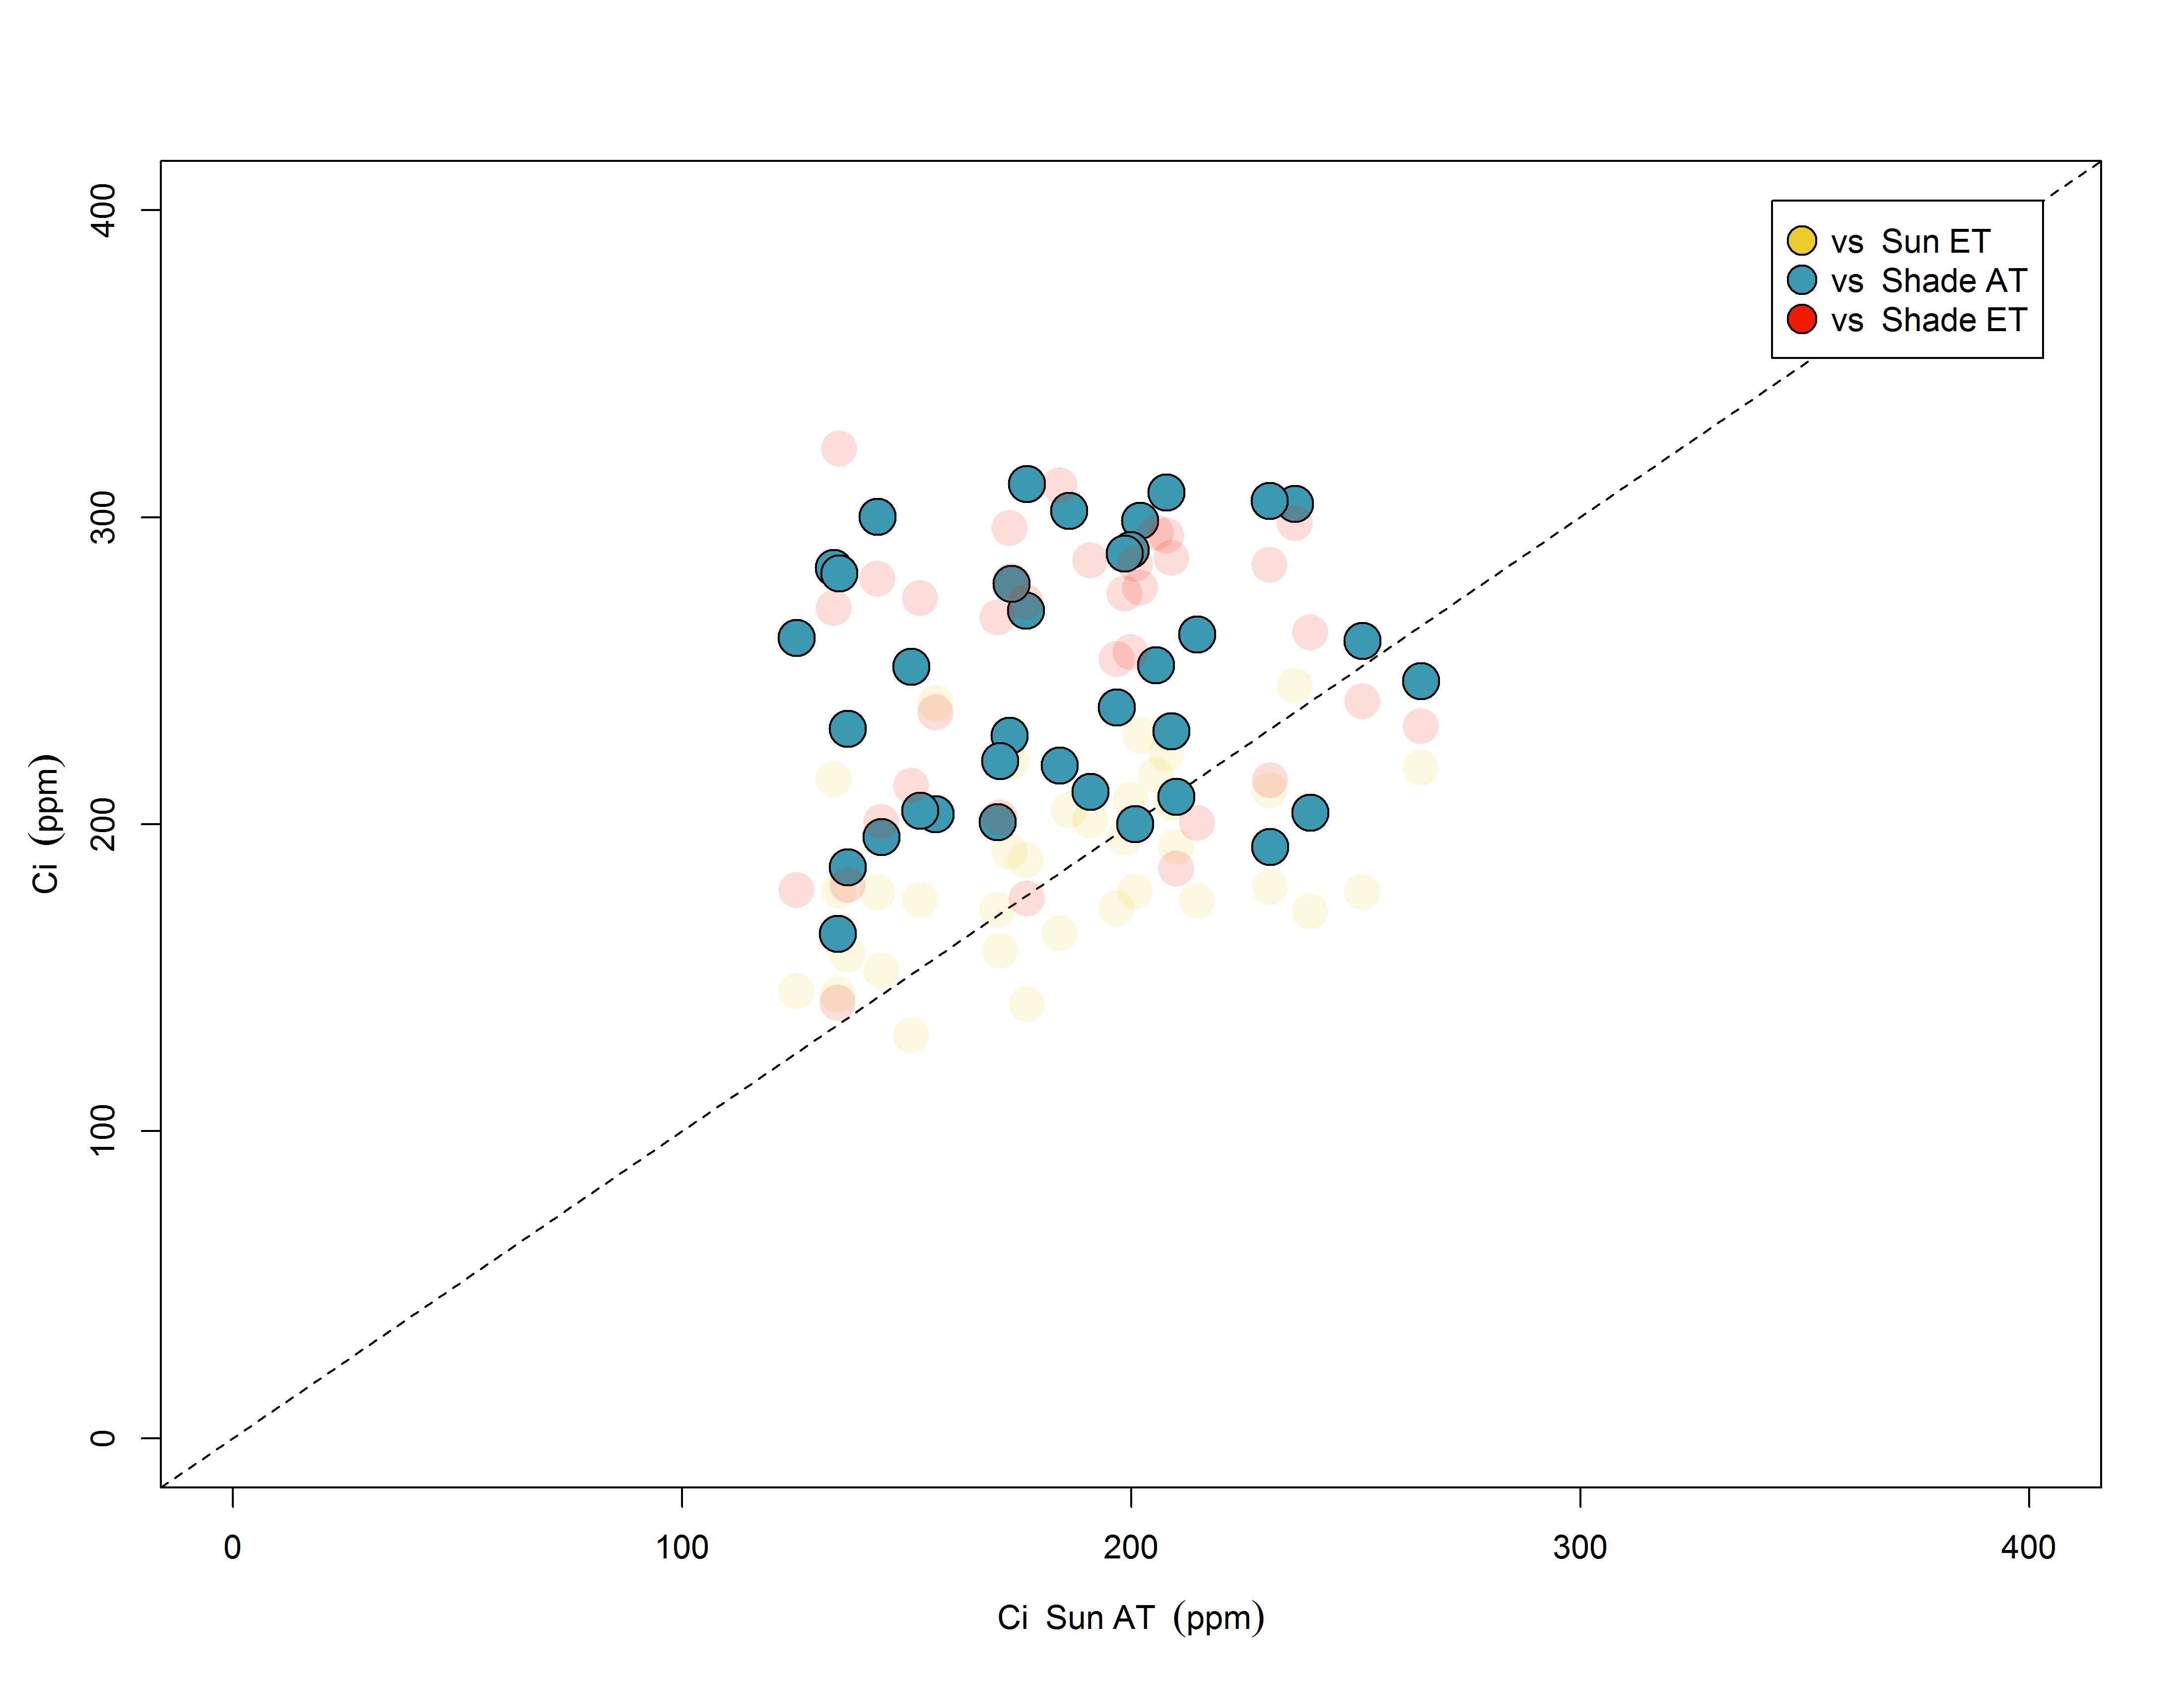 400
300
200
100
0
Ci (ppm)
vs Sun ET
vs Shade AT
vs Shade ET
0 100 200 300 400
Ci Sun AT (ppm)